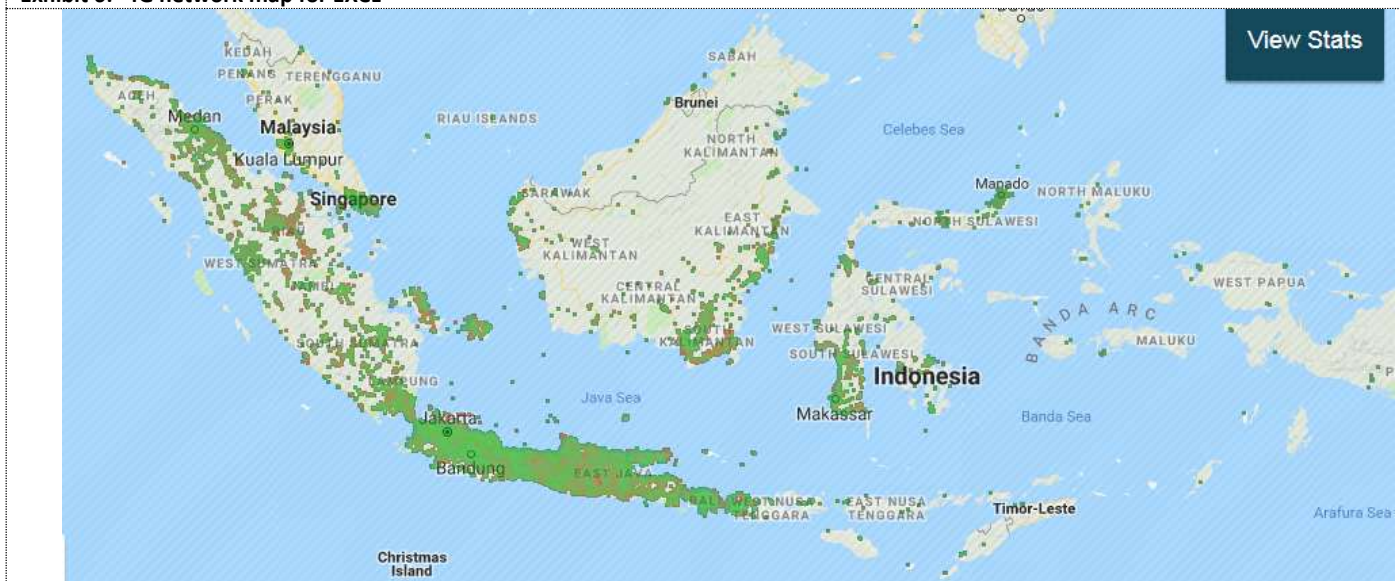 View Stats
KEDAH
SABAH
PENANG TERENGGANU
ACEH
PERAK
Brunei
Medan
RIAU ISLANDS
Malaysia
Celebes Sea
NORTH
KALIMANTAN
Kuala Lumpur
Manado
NORTH MALUKU
SARAWAK
Singapore
EAST
KALIMANTAN
NORTH SULAWESI
RIAU
WEST
KALIMANTAN
WEST SUMATRA
CENTRAL
SULAWESI
WEST PAPUA
JAMBI
CENTRAL
KALIMANTAN
BANDA ARC
SOUTH
KALIMANTAN
WEST SULAWESI
SOUTH SUMATRA
MALUKU
SOUTH SULAWESI
LAMPUNG
Indonesia
Java Sea
Makassar
Jakarta
Banda Sea
Bandung
EAST JAVA
BALI
WEST NUSA
TENGGARA
EAST NUSA
TENGGARA
Timor-Leste
Arafura Sea
Christmas
Island